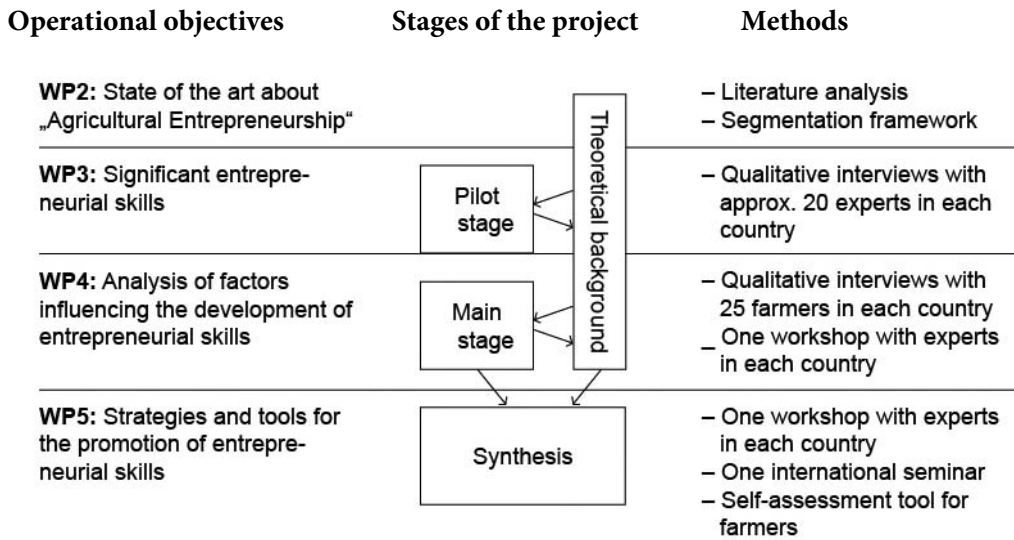 Operational objectives
Stages of the project
Methods
WP2: State of the art about
„Agricultural Entrepreneurship“
– Literature analysis
– Segmentation framework
Theoretical background
WP3: Significant entrepre-
neurial skills
Pilot
stage
– Qualitative interviews with
approx. 20 experts in each
country
WP4: Analysis of factors
influencing the development of
entrepreneurial skills
Main
stage
– Qualitative interviews with
25 farmers in each country
– One workshop with experts
in each country
WP5: Strategies and tools for
the promotion of entrepre-
neurial skills
Synthesis
– One workshop with experts
in each country
– One international seminar
– Self-assessment tool for
farmers